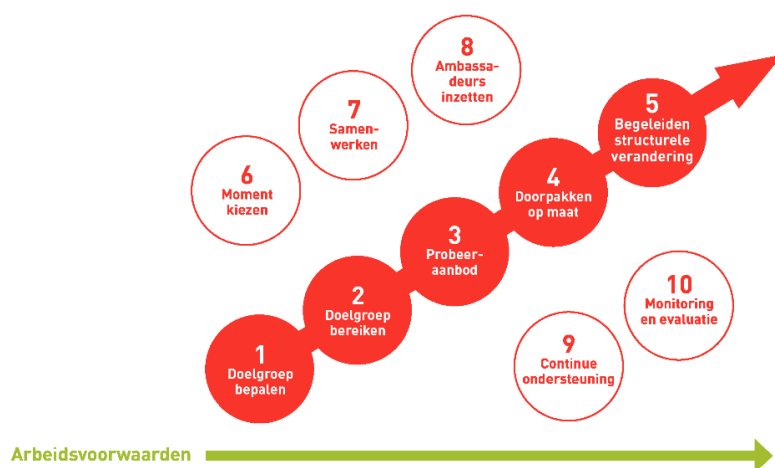 1
Doelgroep
bepalen
2
Doelgroep
bereiken
3
Probeer-
aanbod
4
Doorpakken
op maat
5
Begeleiden
structurele
verandering
6
Moment
kiezen
7
Samen-
werken
8
Ambassa-
deurs
inzetten
9
Continue
ondersteuning
10
Monitoring
en evaluatie
Arbeidsvoorwaarden